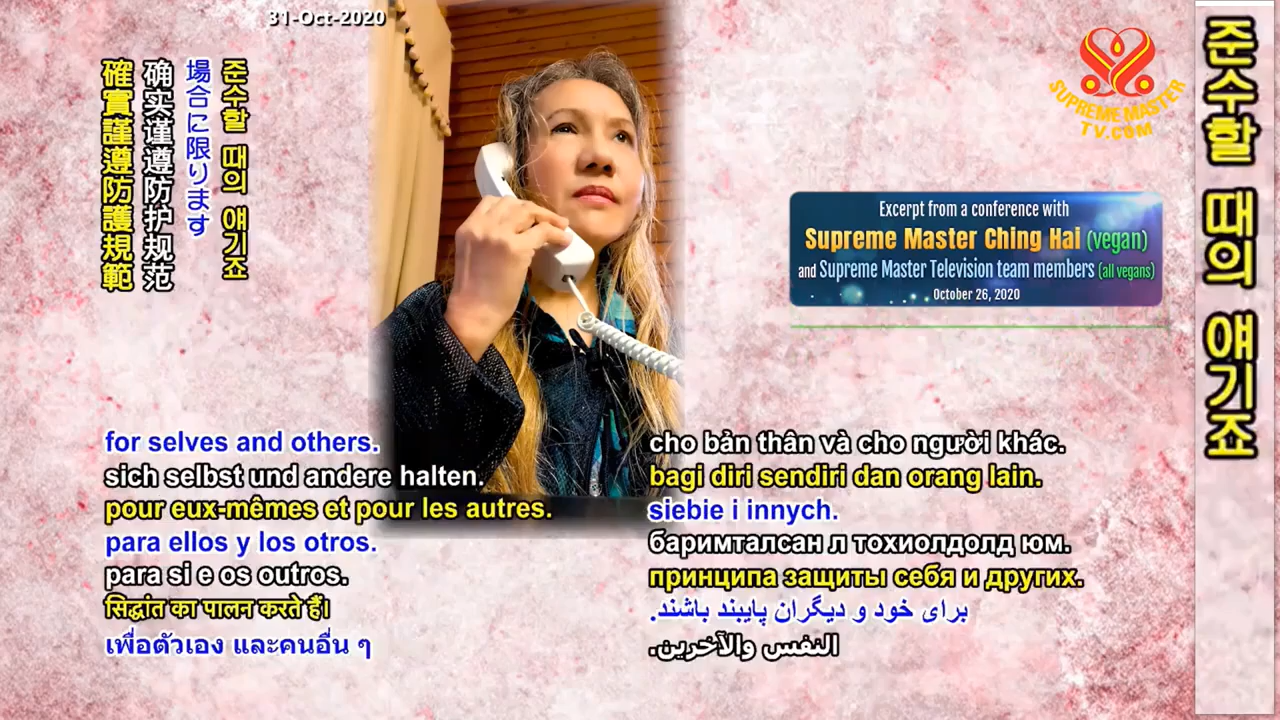 31-Oct-2020
준수할 때의 얘기죠
場合に限ります
确实谨遵防护规范
確實謹遵防護規範
SUPREME MASTER
TV.COM
Excerpt from a conference with
Supreme Master Ching Hai (vegan)
and Supreme Master Television team members (all vegans)
October 26, 2020
준수할 때의 얘기죠
for selves and others.
sich selbst und andere halten.
pour eux-mêmes et pour les autres.
para ellos y los otros.
para si e os outros.
सिद्धांत का पालन करते हैं।
เพื่อตัวเอง และคนอื่น ๆ
cho bản thân và cho người khác.
bagi diri sendiri dan orang lain.
siebie i innych.
баримталсан л тохиолдолд юм.
принципа защиты себя и других.
برای خود و دیگران پایبند باشند.
النفس والآخرين.